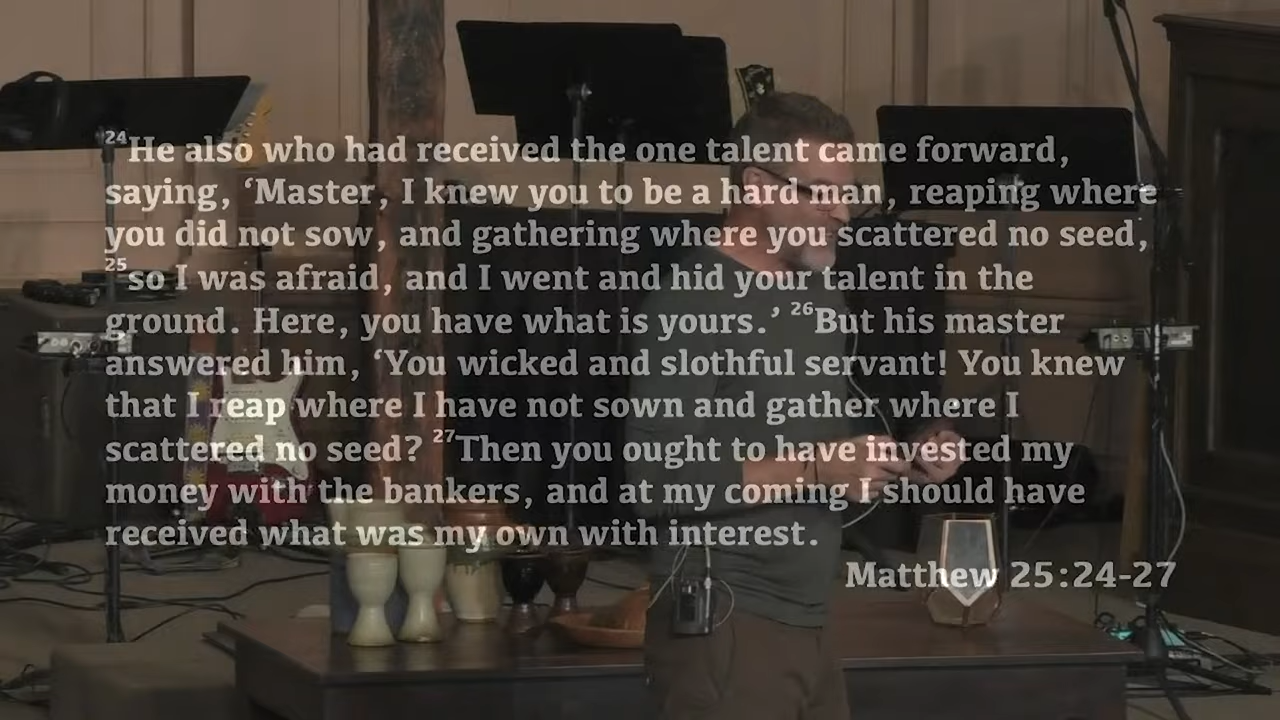 24He also who had received the one talent came forward,
saying, ‘Master, I knew you to be a hard man, reaping where
you did not sow, and gathering where you scattered no seed,
25so I was afraid, and I went and hid your talent in the
ground. Here, you have what is yours.’ 26But his master
answered him, ‘You wicked and slothful servant! You knew
that I reap where I have not sown and gather where I
scattered no seed? 27Then you ought to have invested my
money with the bankers, and at my coming I should have
received what was my own with interest.
Matthew 25:24-27